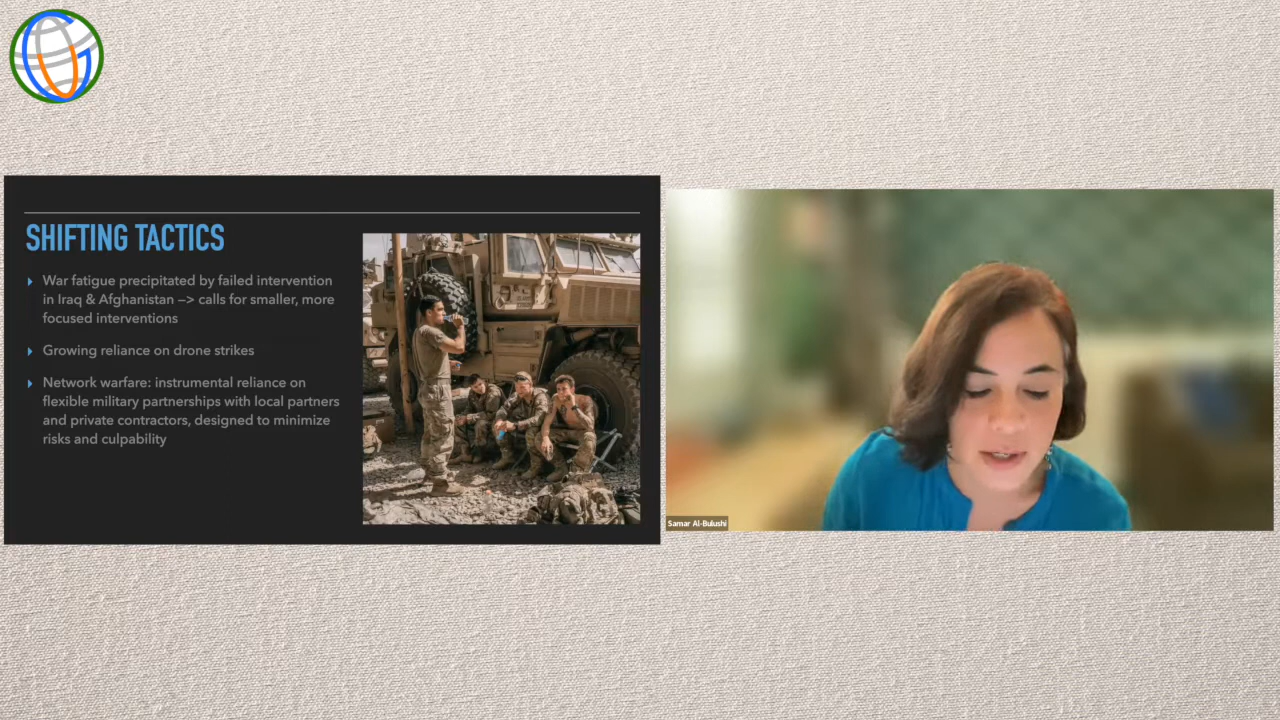 SHIFTING TACTICS
War fatigue precipitated by failed intervention
in Iraq & Afghanistan —> calls for smaller, more
focused interventions
Growing reliance on drone strikes
Network warfare: instrumental reliance on
flexible military partnerships with local partners
and private contractors, designed to minimize
risks and culpability
Samar Al-Bulushi